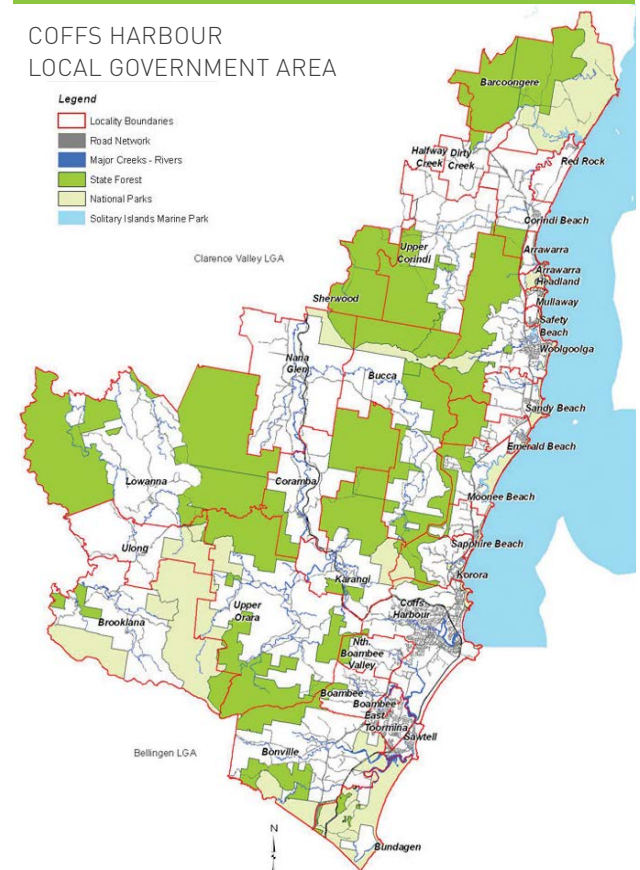 COFFS HARBOUR
LOCAL GOVERNMENT AREA
Legend
Locality Boundaries
Road Network
Major Creeks - Rivers
State Forest
National Parks
Solitary Islands Marine Park
Barcoongere
Halfway
Creek
Dirty
Creek
Red Rock
Corindi Beach
Upper
Corindi
Arrawarra
Clarence Valley LGA
Arrawarra
Headland
Sherwood
Mullaway
Safety
Beach
Woolgoolga
Nana
Glen
Bucca
Sandy Beach
Emerald Beach
Lowanna
Coramba
Moonee Beach
Sapphire Beach
Ulong
Karangi
Korora
Upper
Orara
Coffs
Harbour
Brooklana
Nth.
Boambee
Valley
Boambee
Boambee
East
Toormina
Sawtell
Bellingen LGA
Bonville
N
Bundagen